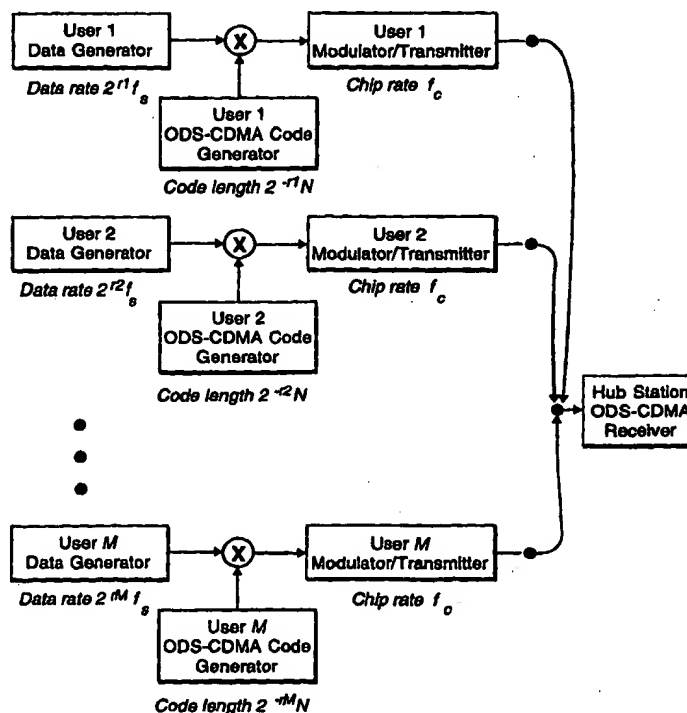 User 1
Data Generator
Data rate 2^r1 f_s
X
User 1
Modulator/Transmitter
Chip rate f_c
User 1
ODS-CDMA Code
Generator
Code length 2^-r1 N
User 2
Data Generator
Data rate 2^r2 f_s
X
User 2
Modulator/Transmitter
Chip rate f_c
User 2
ODS-CDMA Code
Generator
Code length 2^-r2 N
Hub Station
ODS-CDMA
Receiver
User M
Data Generator
Data rate 2^rM f_s
X
User M
Modulator/Transmitter
Chip rate f_c
User M
ODS-CDMA Code
Generator
Code length 2^-rM N